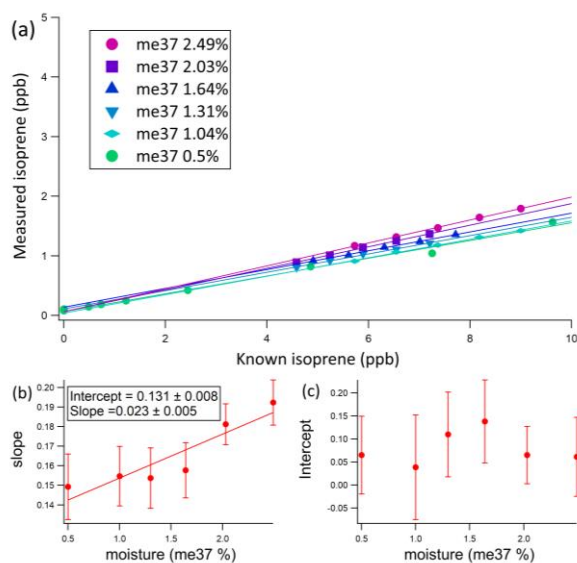 (a)
5
4
3
2
1
0
Measured isoprene (ppb)
me37 2.49%
me37 2.03%
me37 1.64%
me37 1.31%
me37 1.04%
me37 0.5%
0 2 4 6 8 10
Known isoprene (ppb)
(b)
0.20
0.19
0.18
0.17
0.16
0.15
0.14
slope
Intercept = 0.131 ± 0.008
Slope =0.023 ± 0.005
0.5 1.0 1.5 2.0
moisture (me37 %)
(c)
0.20
0.15
0.10
0.05
0.00
-0.05
Intercept
0.5 1.0 1.5 2.0
moisture (me37 %)